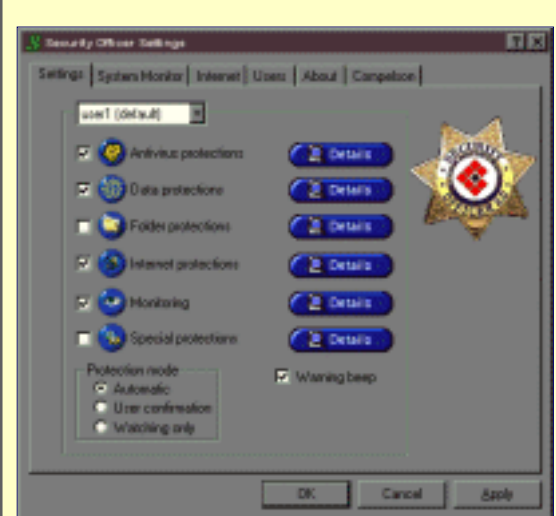 Security Officer Settings
Settings System Monitor Internet Users About Comparison
user1 (default)
Antivirus protections Details
Data protections Details
Folder protections Details
Internet protections Details
Monitoring Details
Special protections Details
Protection mode
Automatic
User confirmation
Watching only
Warning beep
SECURITY
OK Cancel Apply